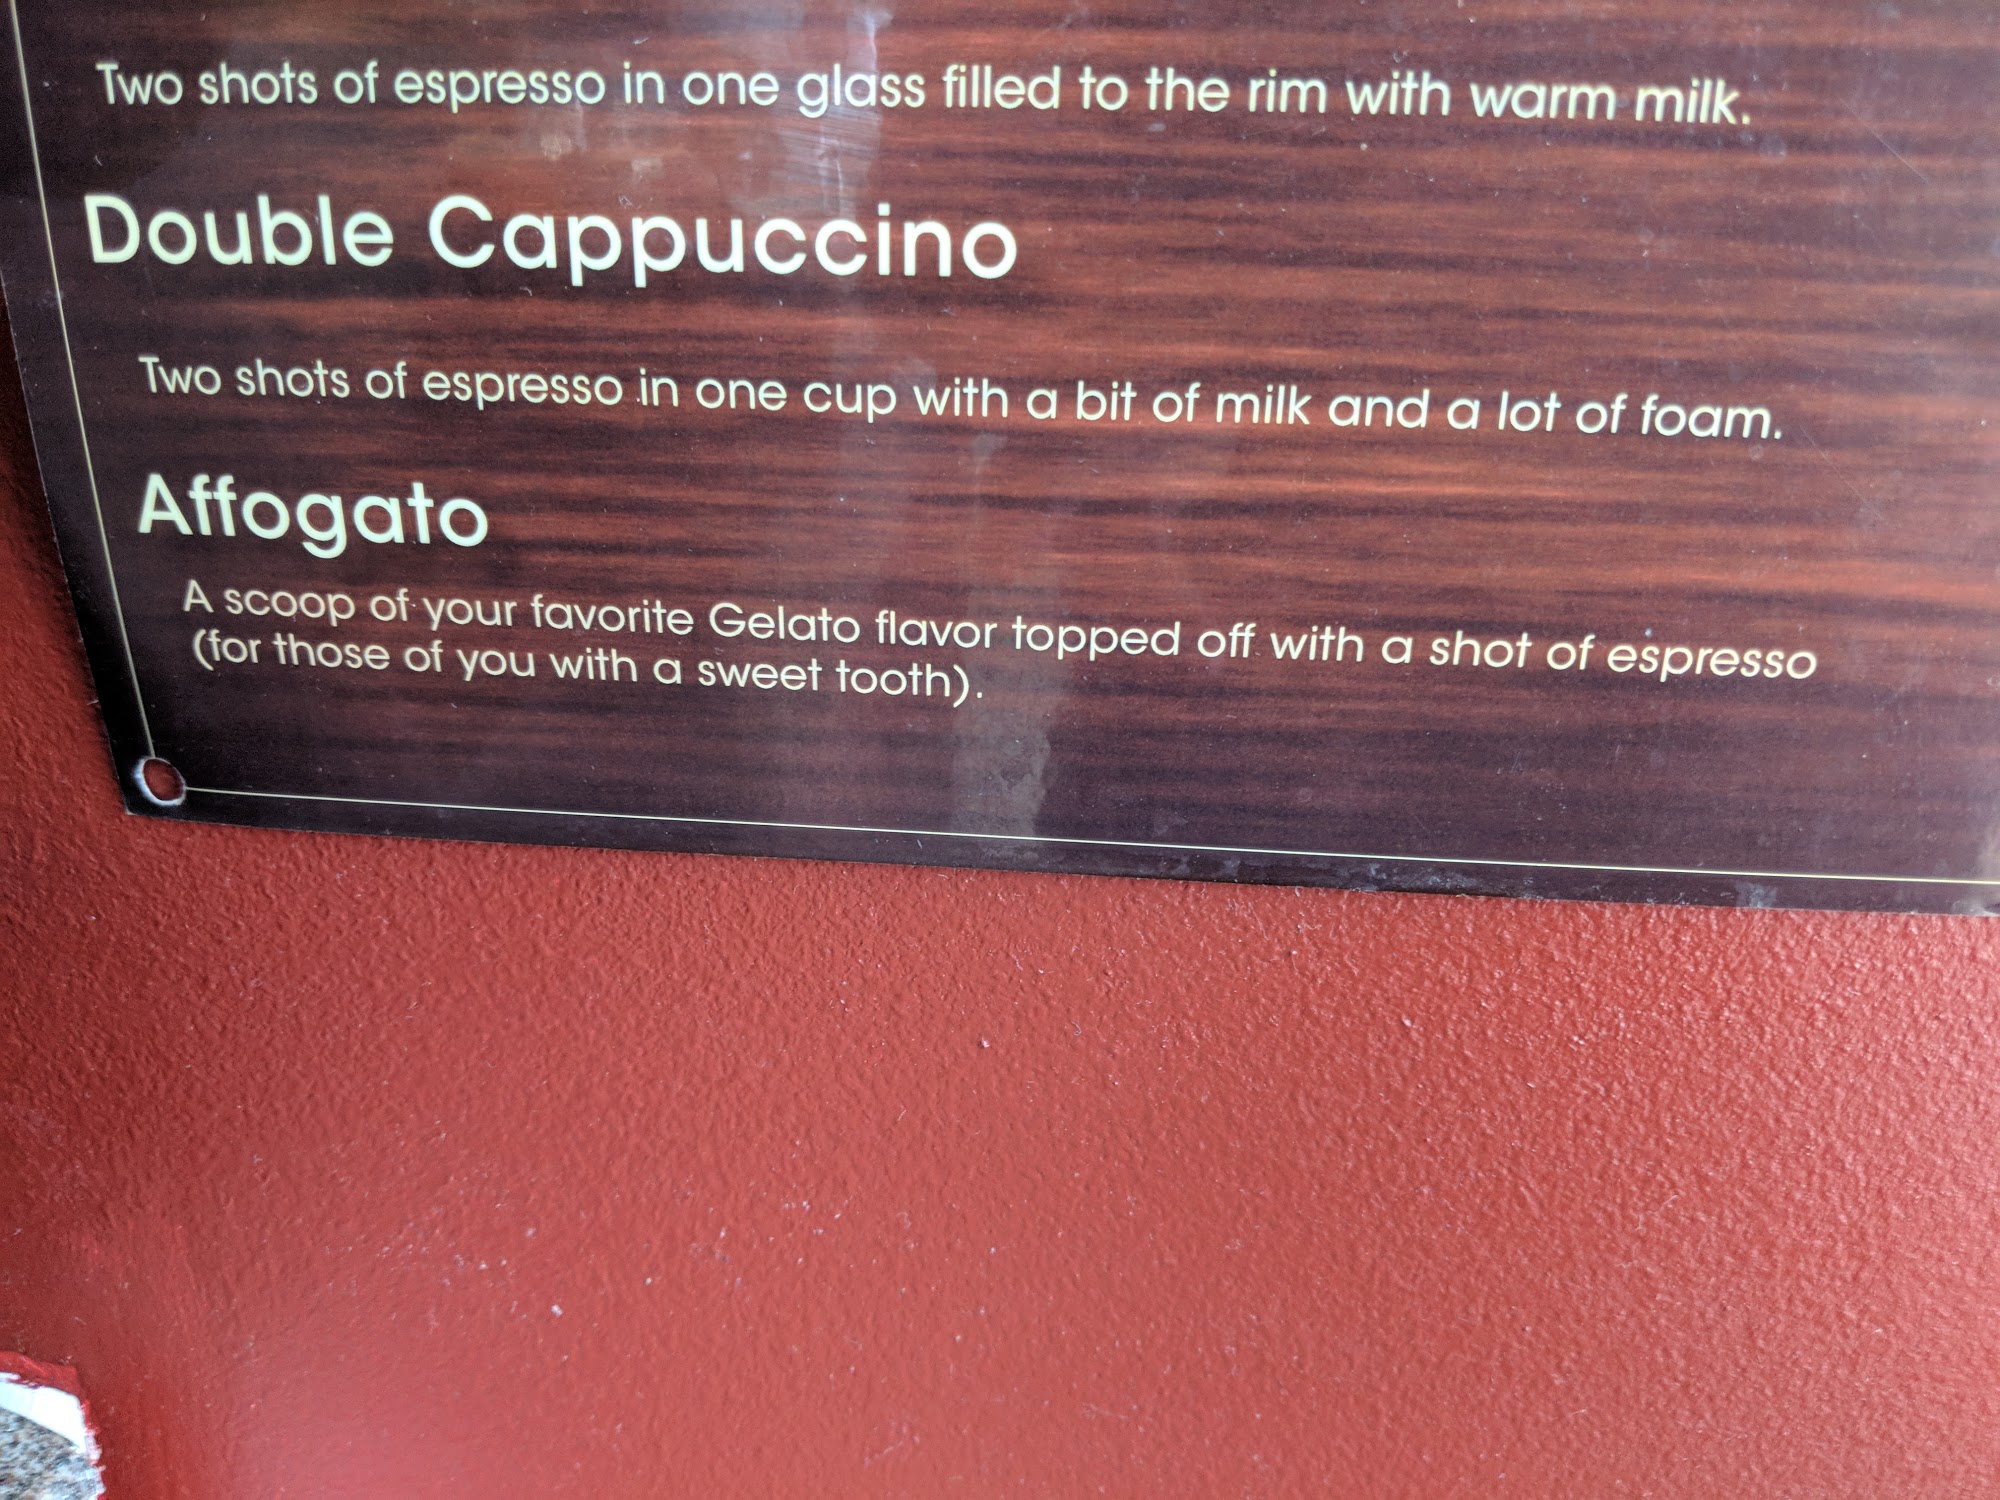 Two shots of espresso in one glass filled to the rim with warm milk.
Double Cappuccino
Two shots of espresso in one cup with a bit of milk and a lot of foam.
Affogato
A scoop of your favorite Gelato flavor topped off with a shot of espresso
(for those of you with a sweet tooth).